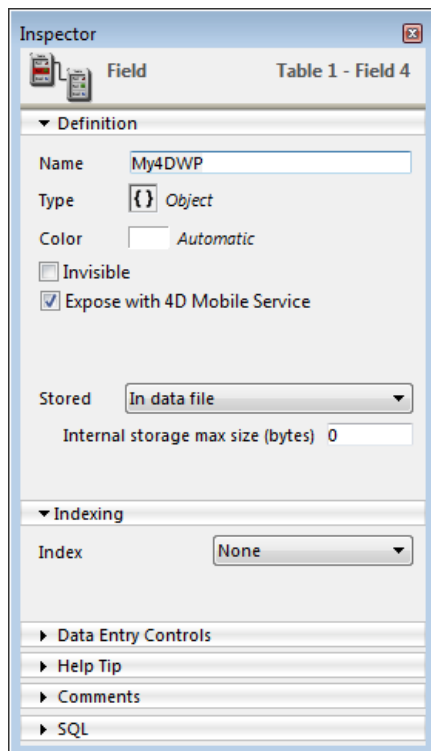 Inspector
Field Table 1 - Field 4
Definition
Name My4DWP
Type {} Object
Color Automatic
Invisible
Expose with 4D Mobile Service
Stored In data file
Internal storage max size (bytes) 0
Indexing
Index None
Data Entry Controls
Help Tip
Comments
SQL